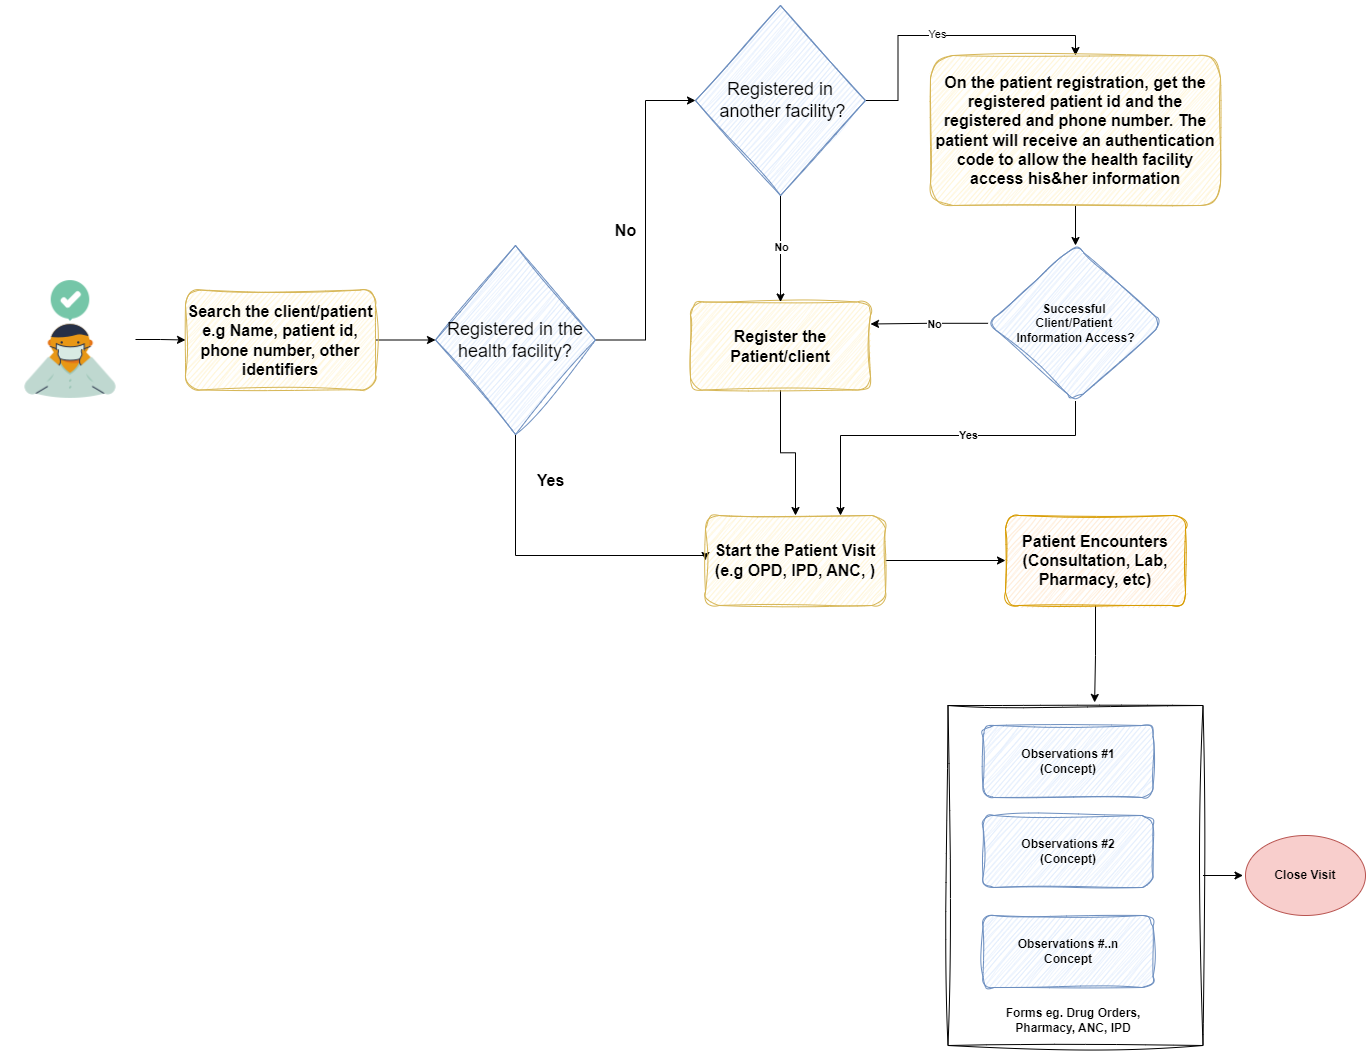 Registered in
another facility?
Yes
On the patient registration, get the
registered patient id and the
registered and phone number. The
patient will receive an authentication
code to allow the health facility
access his&her information
No
No
Search the client/patient
e.g Name, patient id,
phone number, other
identifiers
Registered in the
health facility?
Register the
Patient/client
No
Successful
Client/Patient
Information Access?
Yes
Yes
Start the Patient Visit
(e.g OPD, IPD, ANC, )
Patient Encounters
(Consultation, Lab,
Pharmacy, etc)
Observations #1
(Concept)
Observations #2
(Concept)
Close Visit
Observations #..n
Concept
Forms eg. Drug Orders,
Pharmacy, ANC, IPD